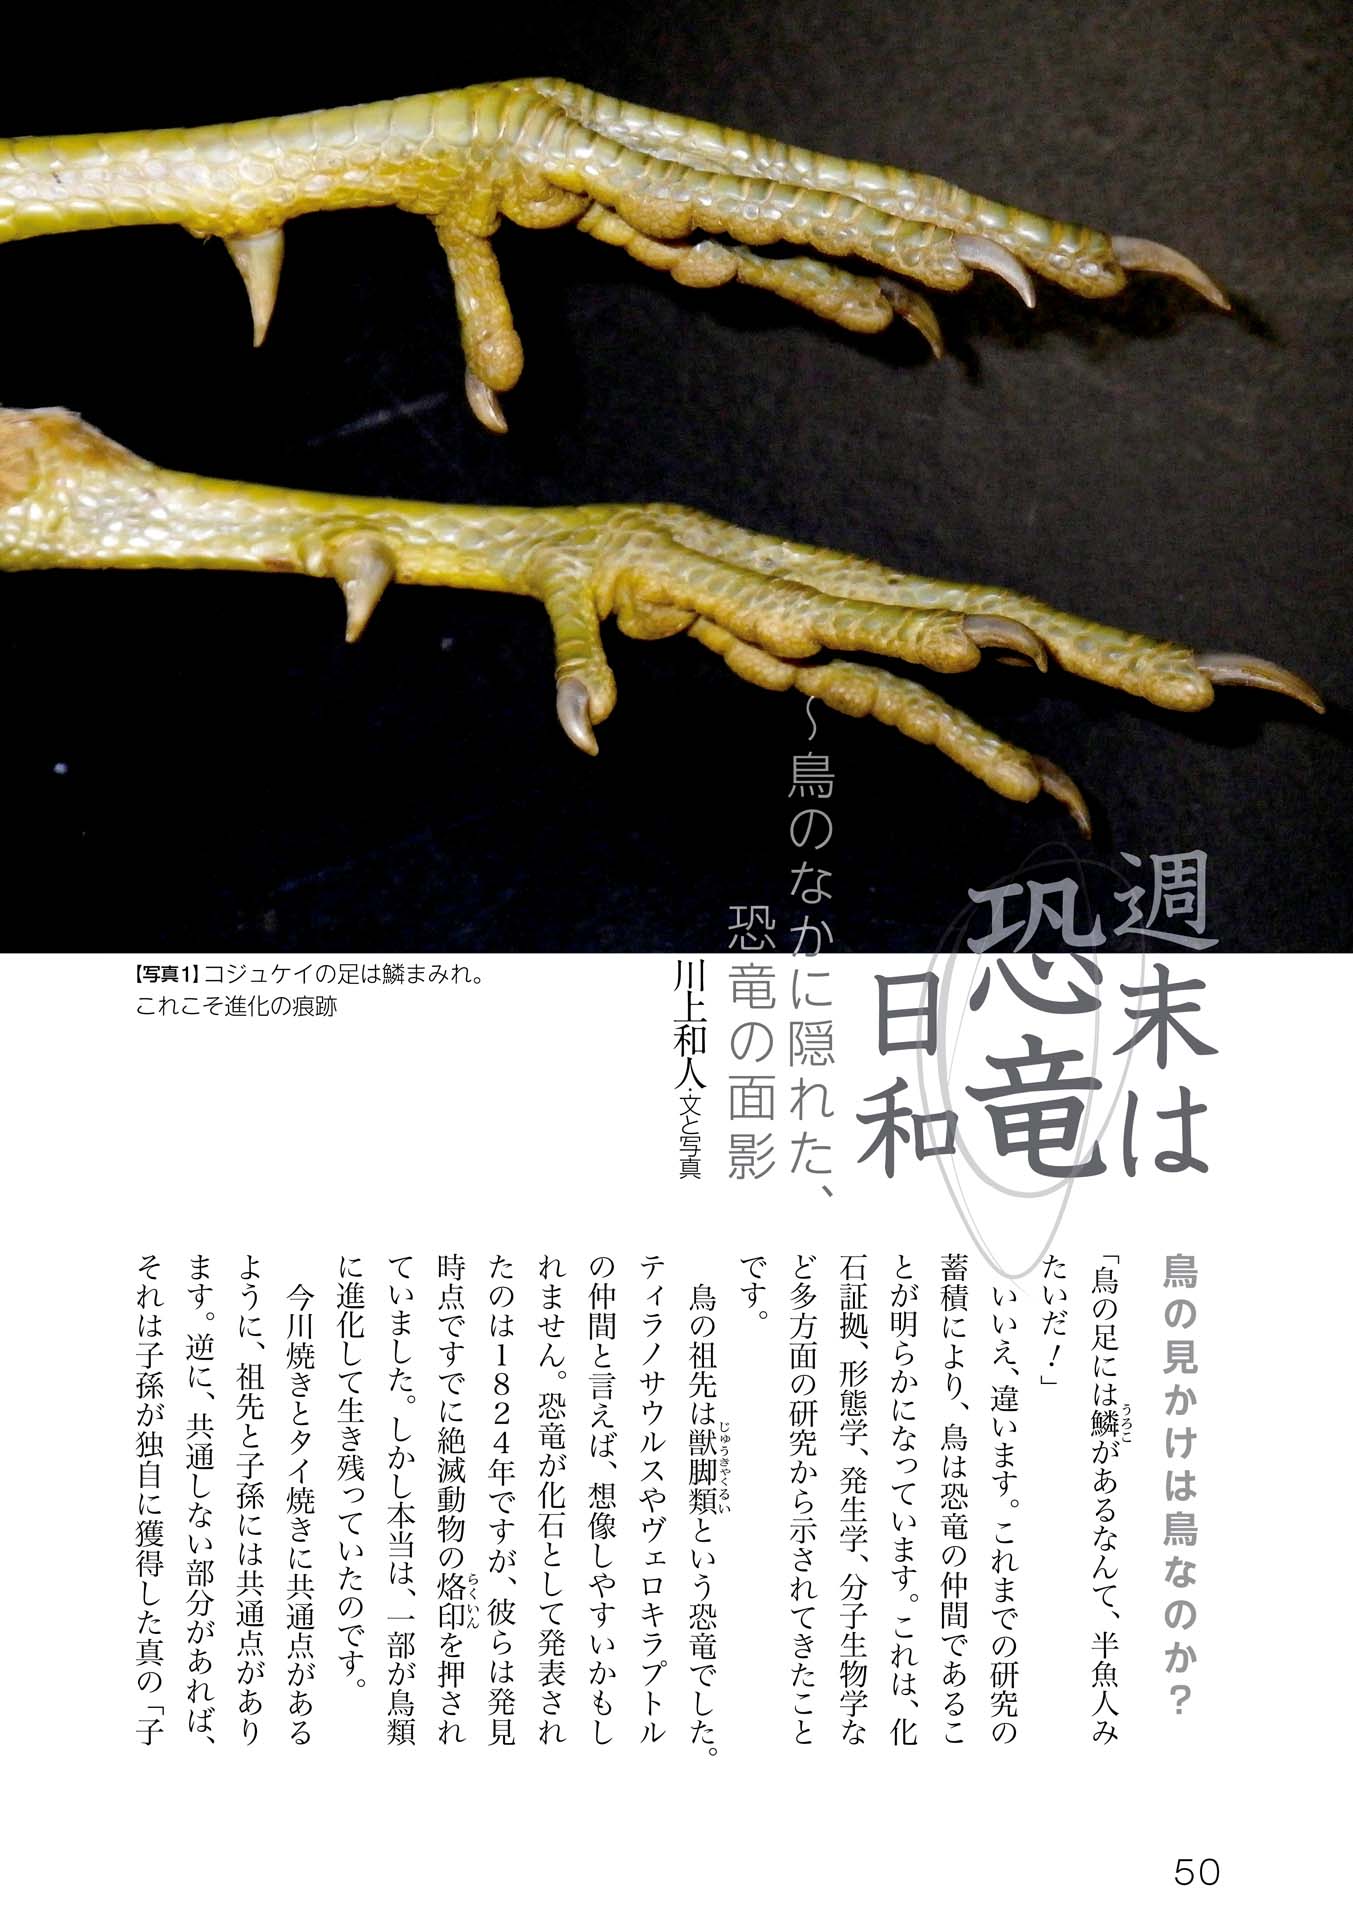 週末は
恐竜
日和
～鳥のなかに隠れた、
恐竜の面影
川上和人・文と写真
【写真1】コジュケイの足は鱗まみれ。
これこそ進化の痕跡
鳥の見かけは鳥なのか？
「鳥の足には鱗があるなんて、半魚人み
うろこ
たいだ！」
いいえ、違います。これまでの研究の
蓄積により、鳥は恐竜の仲間であるこ
とが明らかになっています。これは、化
石証拠、形態学、発生学、分子生物学な
ど多方面の研究から示されてきたこと
です。
鳥の祖先は獣脚類という恐竜でした。
じゅうきゃくるい
ティラノサウルスやヴェロキラプトル
の仲間と言えば、想像しやすいかもし
れません。恐竜が化石として発表され
たのは1824年ですが、彼らは発見
時点ですでに絶滅動物の烙印を押され
らくいん
ていました。しかし本当は、一部が鳥類
に進化して生き残っていたのです。
今川焼きとタイ焼きに共通点がある
ように、祖先と子孫には共通点があり
ます。逆に、共通しない部分があれば、
それは子孫が独自に獲得した真の「子
50